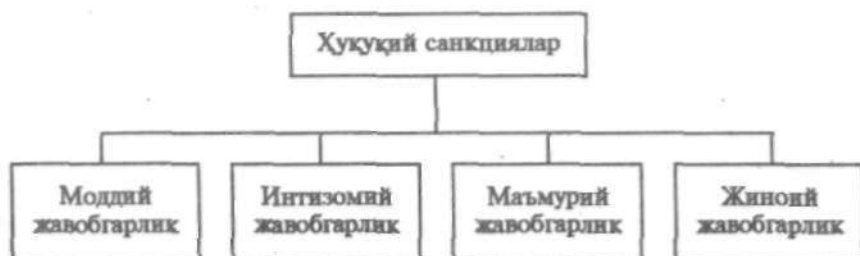 Ҳуқуқий санкциялар
Моддий
жавобгарлик
Интизомий
жавобгарлик
Маъмурий
жавобгарлик
Жиноий
жавобгарлик